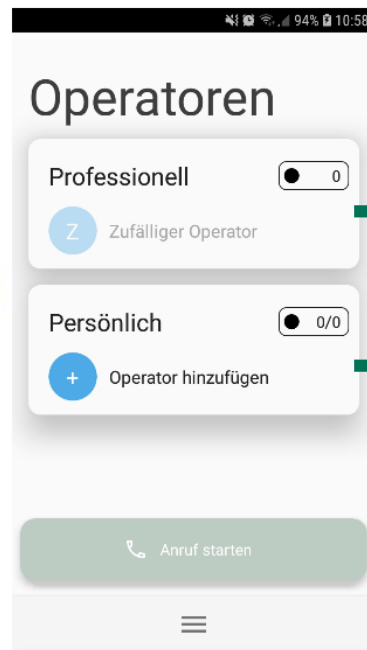 94% 10:58
Operatoren
Professionell 0
Z Zufälliger Operator
Persönlich 0/0
+ Operator hinzufügen
Anruf starten